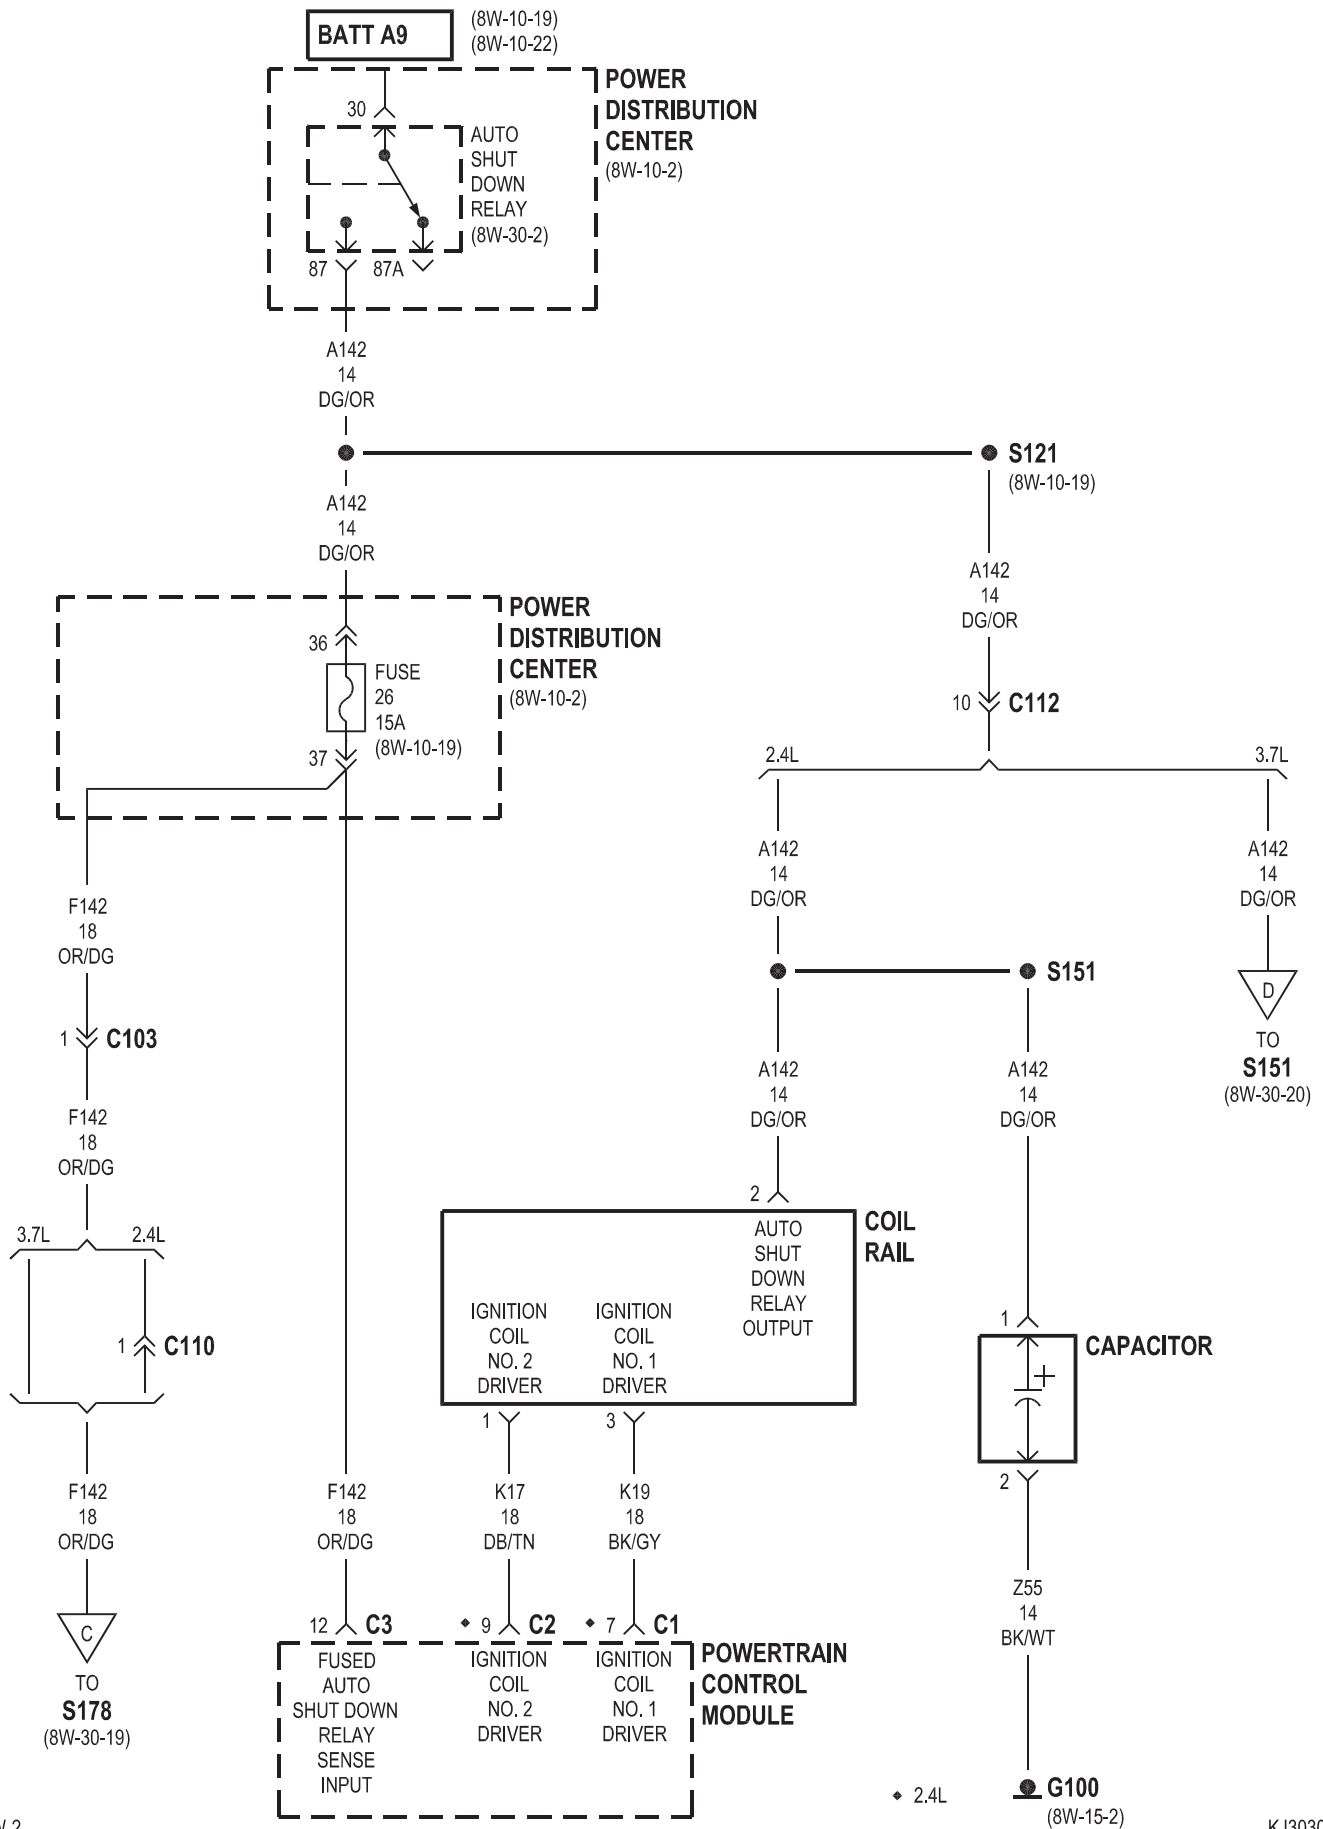 BATT A9
(8W-10-19)
(8W-10-22)
POWER
DISTRIBUTION
CENTER
(8W-10-2)
30
AUTO
SHUT
DOWN
RELAY
(8W-30-2)
87
87A
A142
14
DG/OR
S121
(8W-10-19)
A142
14
DG/OR
A142
14
DG/OR
POWER
DISTRIBUTION
CENTER
(8W-10-2)
36
FUSE
26
15A
(8W-10-19)
37
10
C112
2.4L
3.7L
A142
14
DG/OR
A142
14
DG/OR
F142
18
OR/DG
S151
D
TO
S151
(8W-30-20)
1
C103
A142
14
DG/OR
A142
14
DG/OR
F142
18
OR/DG
2
COIL
RAIL
AUTO
SHUT
DOWN
RELAY
OUTPUT
3.7L
2.4L
IGNITION
COIL
NO. 2
DRIVER
IGNITION
COIL
NO. 1
DRIVER
1
C110
1
CAPACITOR
+
1
3
2
F142
18
OR/DG
F142
18
OR/DG
K17
18
DB/TN
K19
18
BK/GY
Z55
14
BK/WT
C
TO
S178
(8W-30-19)
12
C3
9
C2
7
C1
POWERTRAIN
CONTROL
MODULE
FUSED
AUTO
SHUT DOWN
RELAY
SENSE
INPUT
IGNITION
COIL
NO. 2
DRIVER
IGNITION
COIL
NO. 1
DRIVER
2.4L
G100
(8W-15-2)